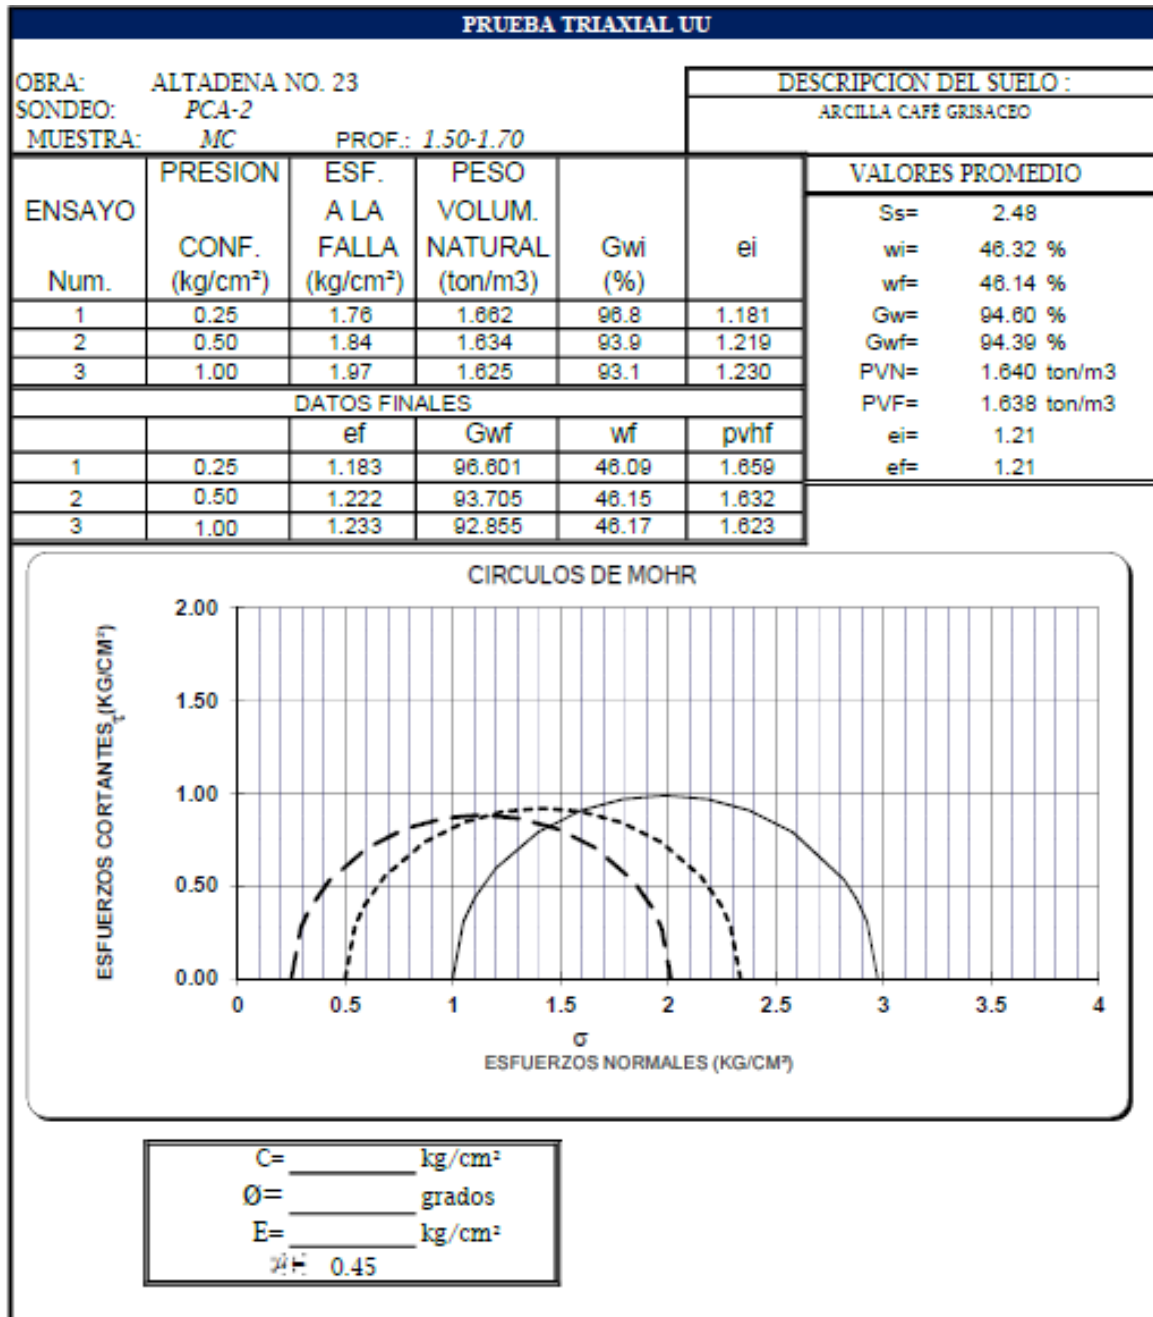 PRUEBA TRIAXIAL UU
OBRA: ALTADENA NO. 23
SONDEO: PCA-2
MUESTRA: MC PROF.: 1.50-1.70
DESCRIPCION DEL SUELO :
ARCILLA CAFÉ GRISACEO
PRESION ESF. PESO
ENSAYO A LA VOLUM.
CONF. FALLA NATURAL Gwi ei
Num. (kg/cm²) (kg/cm²) (ton/m3) (%)
1 0.25 1.76 1.662 96.8 1.181
2 0.50 1.84 1.634 93.9 1.219
3 1.00 1.97 1.625 93.1 1.230
DATOS FINALES
ef Gwf wf pvhf
1 0.25 1.183 96.601 46.09 1.659
2 0.50 1.222 93.705 46.15 1.632
3 1.00 1.233 92.855 46.17 1.623
VALORES PROMEDIO
Ss= 2.48
wi= 46.32 %
wf= 46.14 %
Gw= 94.60 %
Gwf= 94.39 %
PVN= 1.640 ton/m3
PVF= 1.638 ton/m3
ei= 1.21
ef= 1.21
CIRCULOS DE MOHR
ESFUERZOS CORTANTES (KG/CM²)
τ
2.00
1.50
1.00
0.50
0.00
0 0.5 1 1.5 2 2.5 3 3.5 4
σ
ESFUERZOS NORMALES (KG/CM²)
C= kg/cm²
Ø= grados
E= kg/cm²
0.45